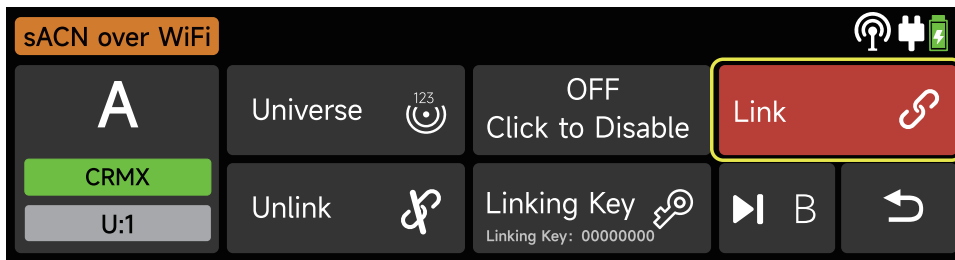 sACN over WiFi
A
CRMX
U:1
Universe
123
OFF
Click to Disable
Link
Unlink
Linking Key
Linking Key: 00000000
B